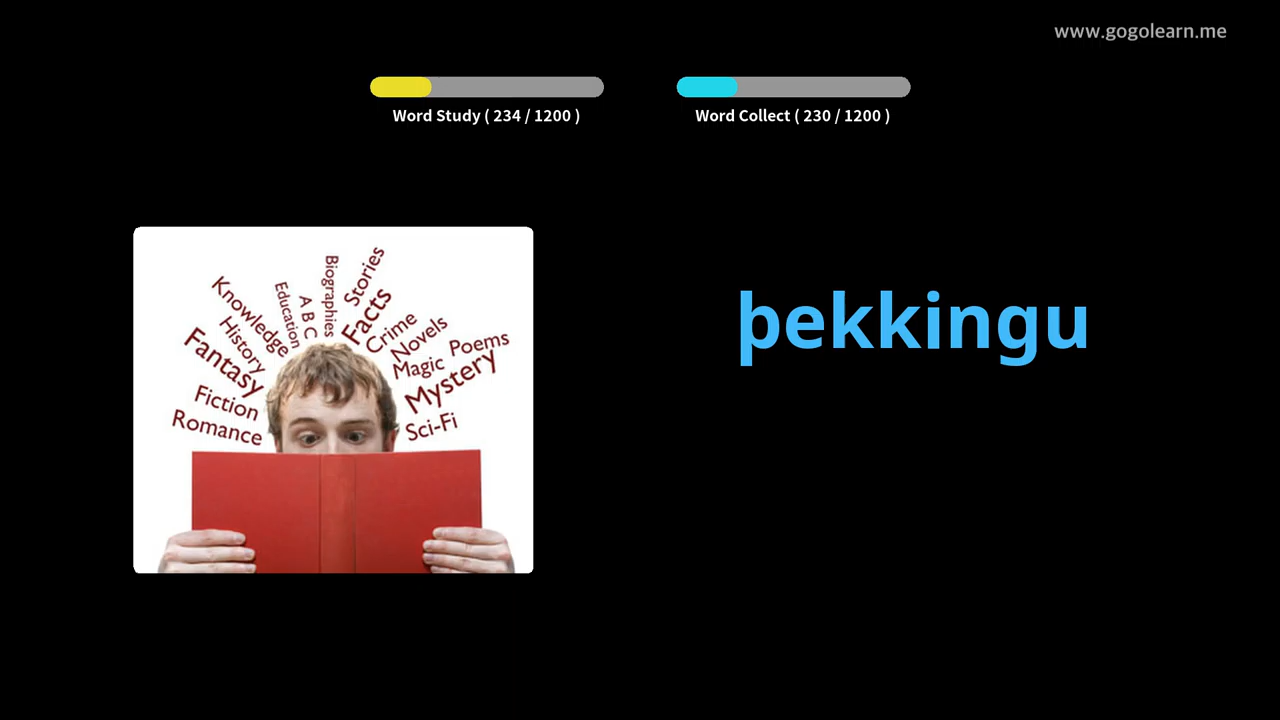 www.gogolearn.me
Word Study ( 234 / 1200 )
Word Collect ( 230 / 1200 )
þekkingu
Knowledge
Education
A B C
Biographies
Stories
Facts
Crime
Novels
Poems
Magic
Mystery
Sci-Fi
History
Fantasy
Fiction
Romance